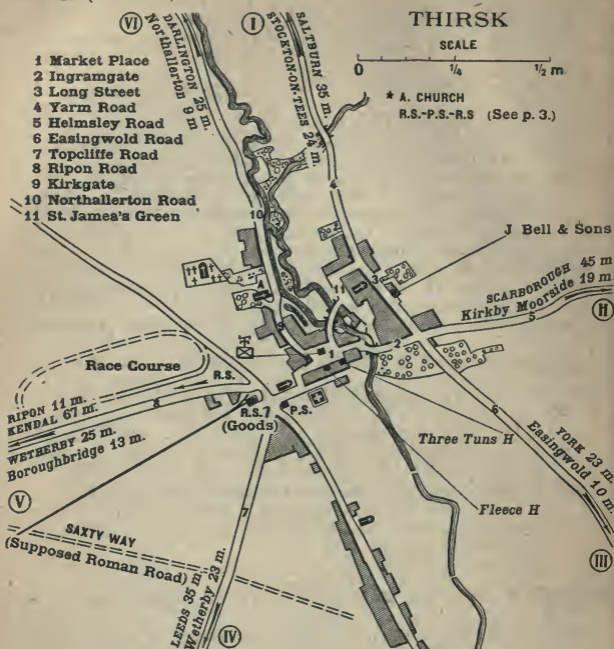 THIRSK
SCALE
0 1/4 1/2 m.
★ A. CHURCH
R.S.-P.S.-R.S (See p. 3.)
1 Market Place
2 Ingramgate
3 Long Street
4 Yarm Road
5 Helmsley Road
6 Easingwold Road
7 Topcliffe Road
8 Ripon Road
9 Kirkgate
10 Northallerton Road
11 St. James's Green
VI
DARLINGTON 25 m.
Northallerton 9 m
I
SALTBURN 35 m.
STOCKTON-ON-TEES 24 m.
4
10
J Bell & Sons
3
11
A
9
SCARBOROUGH 45 m
Kirkby Moorside 19 m.
5
H
1
2
Race Course
R.S.
8
RIPON 11 m.
KENDAL 67 m.
R.S.7
(Goods)
P.S.
6
WETHERBY 25 m.
Boroughbridge 13 m.
Three Tuns H
YORK 23 m.
Easingwold 10 m.
Fleece H
V
7
SAXTY WAY
(Supposed Roman Road)
III
LEEDS 35 m.
Wetherby 23 m.
IV